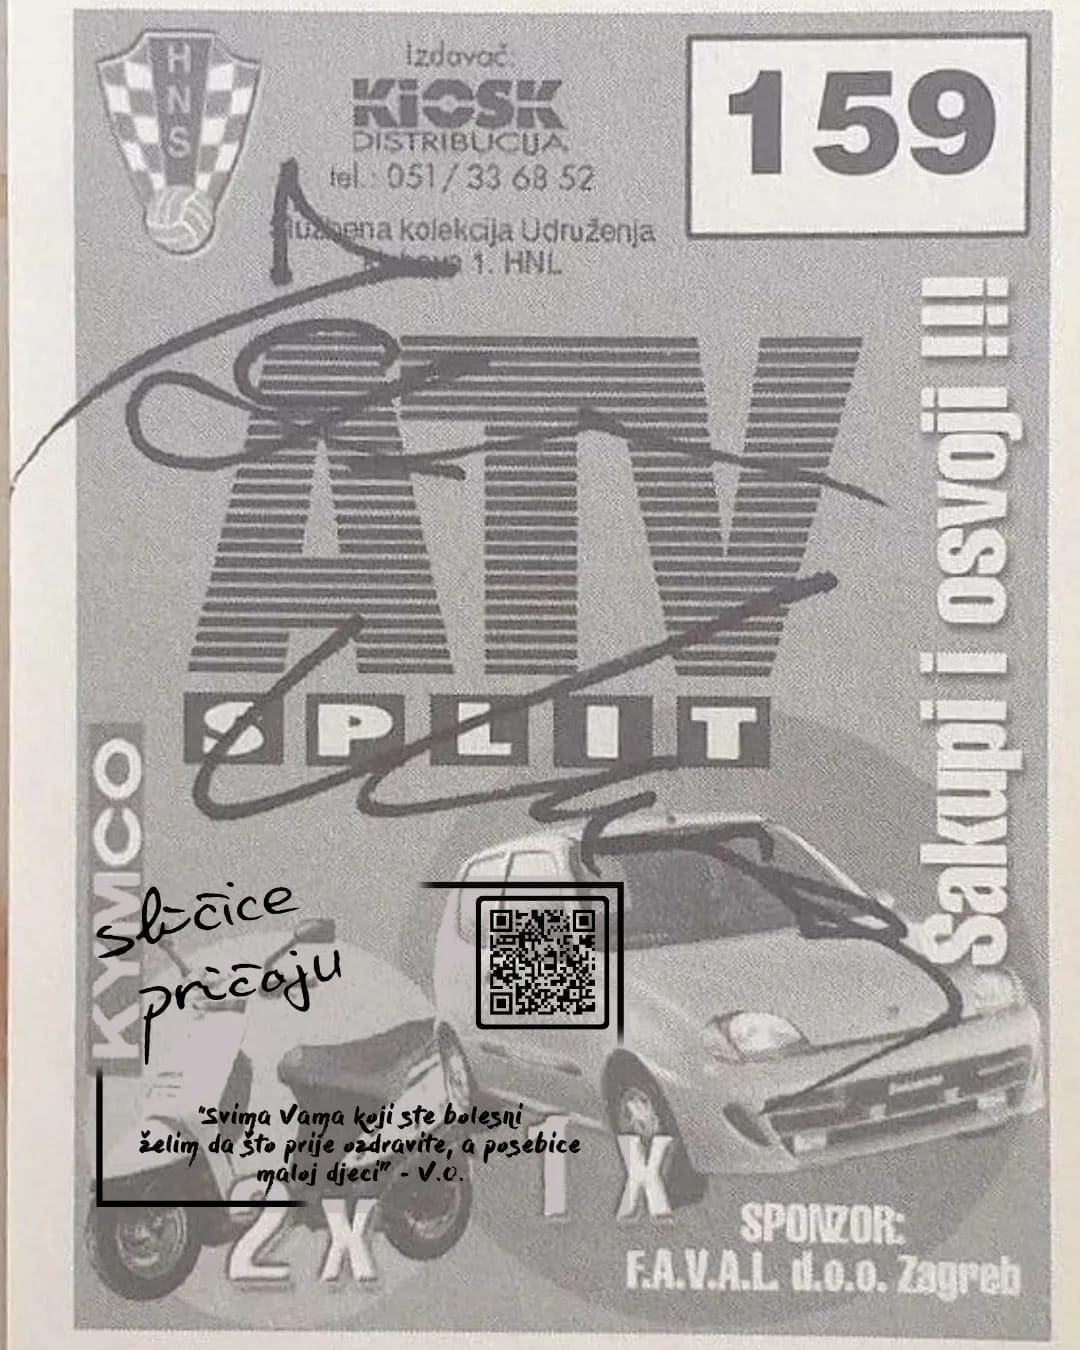 HNS
Izdavač:
KiOSK
DISTRIBUCIJA
tel.: 051/33 68 52
službena kolekcija Udruženja
1. HNL
159
Sakupi i osvoji !!!
ATV
SPLIT
KYMCO
sličice
pričaju
"Svima Vama koji ste bolesni
želim da što prije ozdravite, a posebice
maloj djeci" - V.O.
2 X
1 X
SPONZOR:
F.A.V.A.L. d.o.o. Zagreb